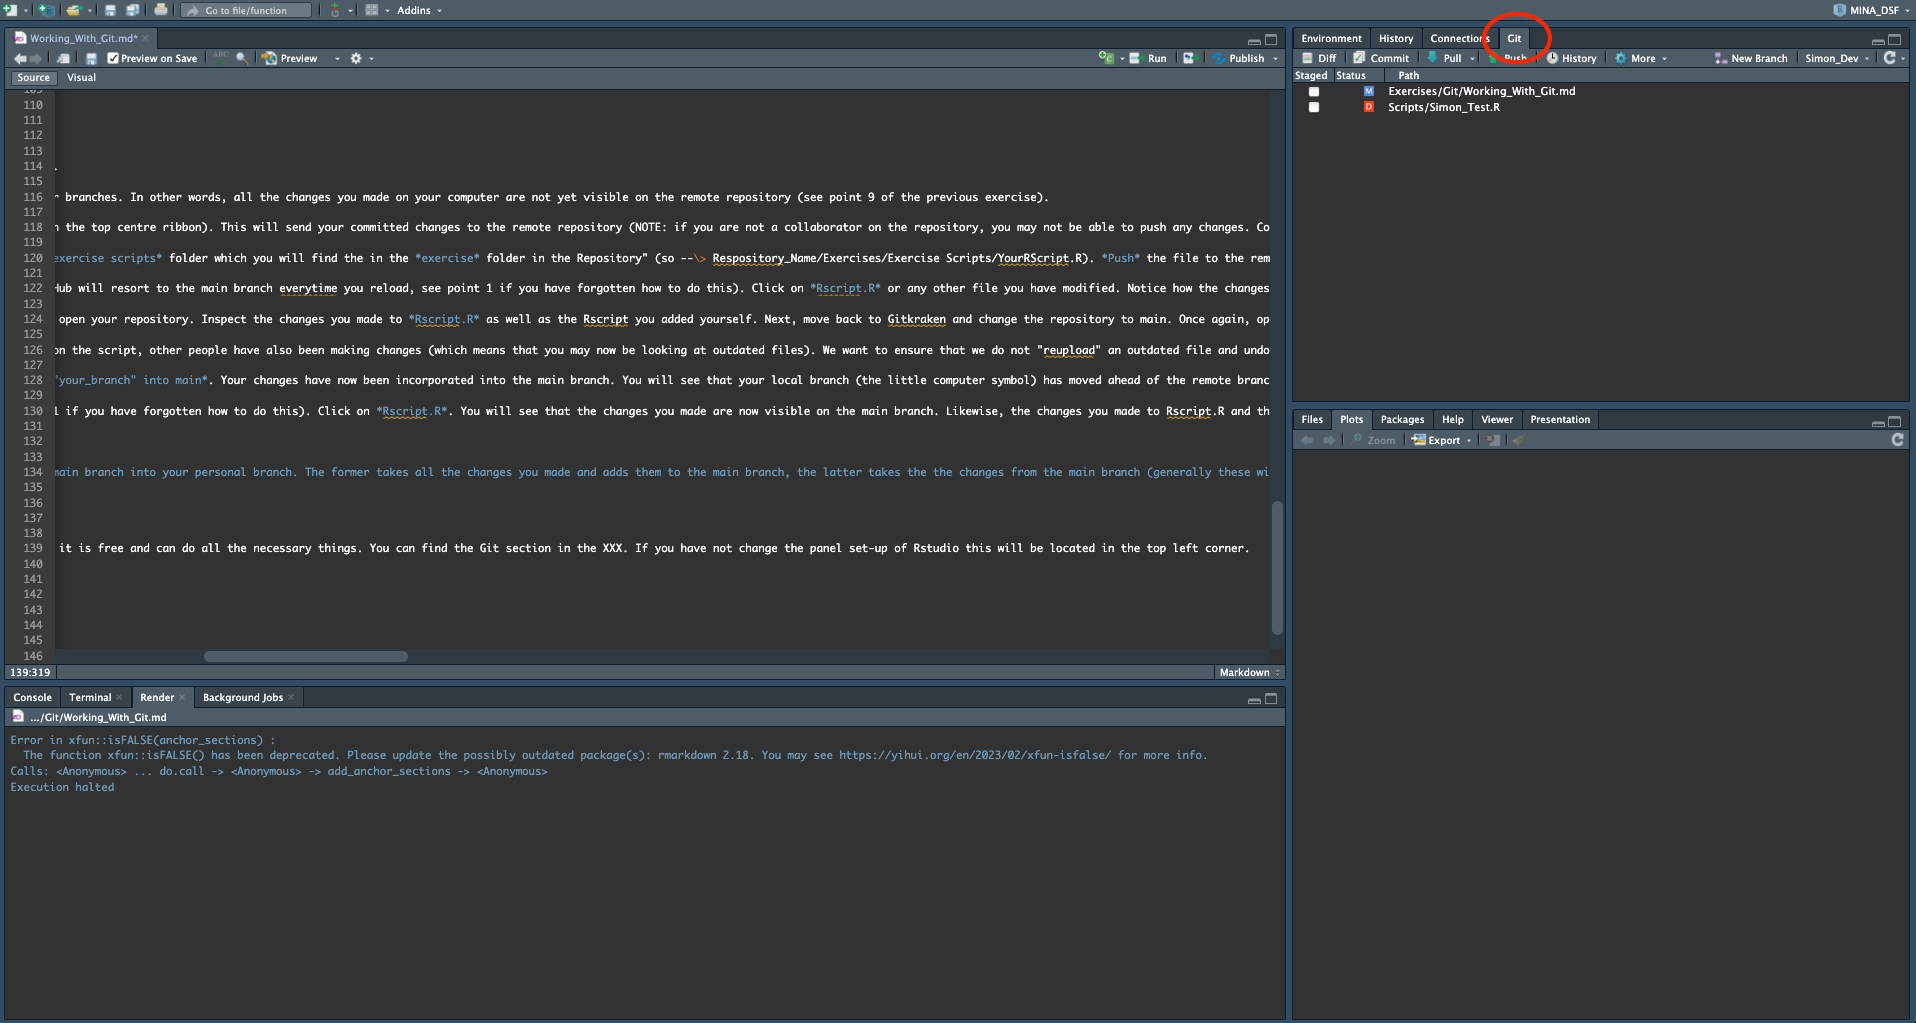 Go to file/function
Addins
MINA_DSF
Working_With_Git.md*
Preview on Save
ABC
Preview
Run
Publish
Source
Visual
110
111
112
113
114 .
115
116 r branches. In other words, all the changes you made on your computer are not yet visible on the remote repository (see point 9 of the previous exercise).
117
118 n the top centre ribbon). This will send your committed changes to the remote repository (NOTE: if you are not a collaborator on the repository, you may not be able to push any changes. Co
119
120 exercise scripts* folder which you will find the in the *exercise* folder in the Repository" (so --\> Respository_Name/Exercises/Exercise Scripts/YourRScript.R). *Push* the file to the rem
121
122 Hub will resort to the main branch everytime you reload, see point 1 if you have forgotten how to do this). Click on *Rscript.R* or any other file you have modified. Notice how the changes
123
124 open your repository. Inspect the changes you made to *Rscript.R* as well as the Rscript you added yourself. Next, move back to Gitkraken and change the repository to main. Once again, op
125
126 on the script, other people have also been making changes (which means that you may now be looking at outdated files). We want to ensure that we do not "reupload" an outdated file and undo
127
128 "your_branch" into main*. Your changes have now been incorporated into the main branch. You will see that your local branch (the little computer symbol) has moved ahead of the remote branc
129
130 1 if you have forgotten how to do this). Click on *Rscript.R*. You will see that the changes you made are now visible on the main branch. Likewise, the changes you made to Rscript.R and th
131
132
133
134 main branch into your personal branch. The former takes all the changes you made and adds them to the main branch, the latter takes the the changes from the main branch (generally these wi
135
136
137
138
139 it is free and can do all the necessary things. You can find the Git section in the XXX. If you have not change the panel set-up of Rstudio this will be located in the top left corner.
140
141
142
143
144
145
146
139:319
Markdown
Console
Terminal
Render
Background Jobs
.../Git/Working_With_Git.md
Error in xfun::isFALSE(anchor_sections) :
The function xfun::isFALSE() has been deprecated. Please update the possibly outdated package(s): rmarkdown 2.18. You may see https://yihui.org/en/2023/02/xfun-isfalse/ for more info.
Calls: <Anonymous> ... do.call -> <Anonymous> -> add_anchor_sections -> <Anonymous>
Execution halted
Environment
History
Connections
Git
Diff
Commit
Pull
Push
History
More
New Branch
Simon_Dev
Staged Status Path
M Exercises/Git/Working_With_Git.md
D Scripts/Simon_Test.R
Files
Plots
Packages
Help
Viewer
Presentation
Zoom
Export